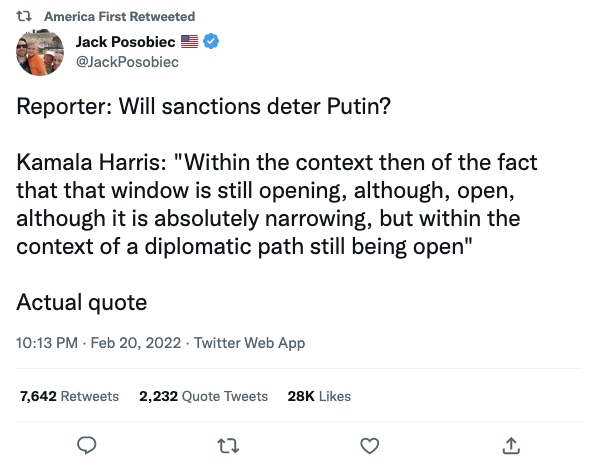 America First Retweeted
Jack Posobiec 🇺🇸
@JackPosobiec
Reporter: Will sanctions deter Putin?
Kamala Harris: "Within the context then of the fact
that that window is still opening, although, open,
although it is absolutely narrowing, but within the
context of a diplomatic path still being open"
Actual quote
10:13 PM · Feb 20, 2022 · Twitter Web App
7,642 Retweets 2,232 Quote Tweets 28K Likes